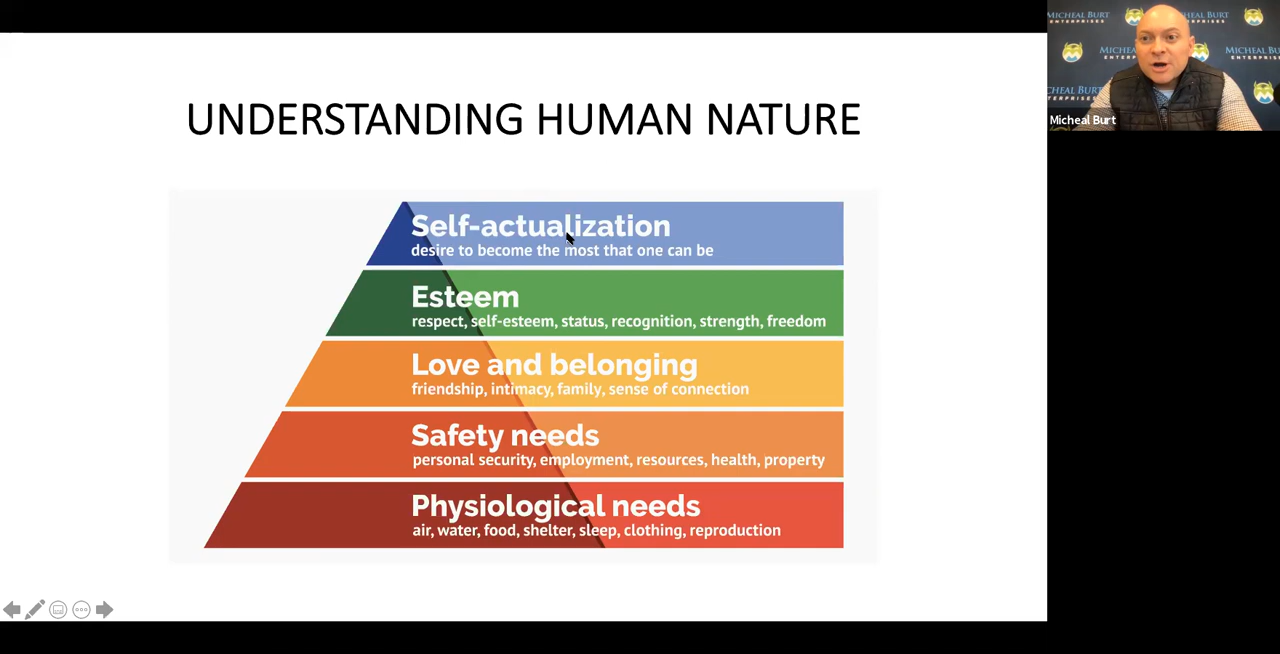 UNDERSTANDING HUMAN NATURE
Self-actualization
desire to become the most that one can be
Esteem
respect, self-esteem, status, recognition, strength, freedom
Love and belonging
friendship, intimacy, family, sense of connection
Safety needs
personal security, employment, resources, health, property
Physiological needs
air, water, food, shelter, sleep, clothing, reproduction
MICHEAL BURT
ENTERPRISES
Micheal Burt